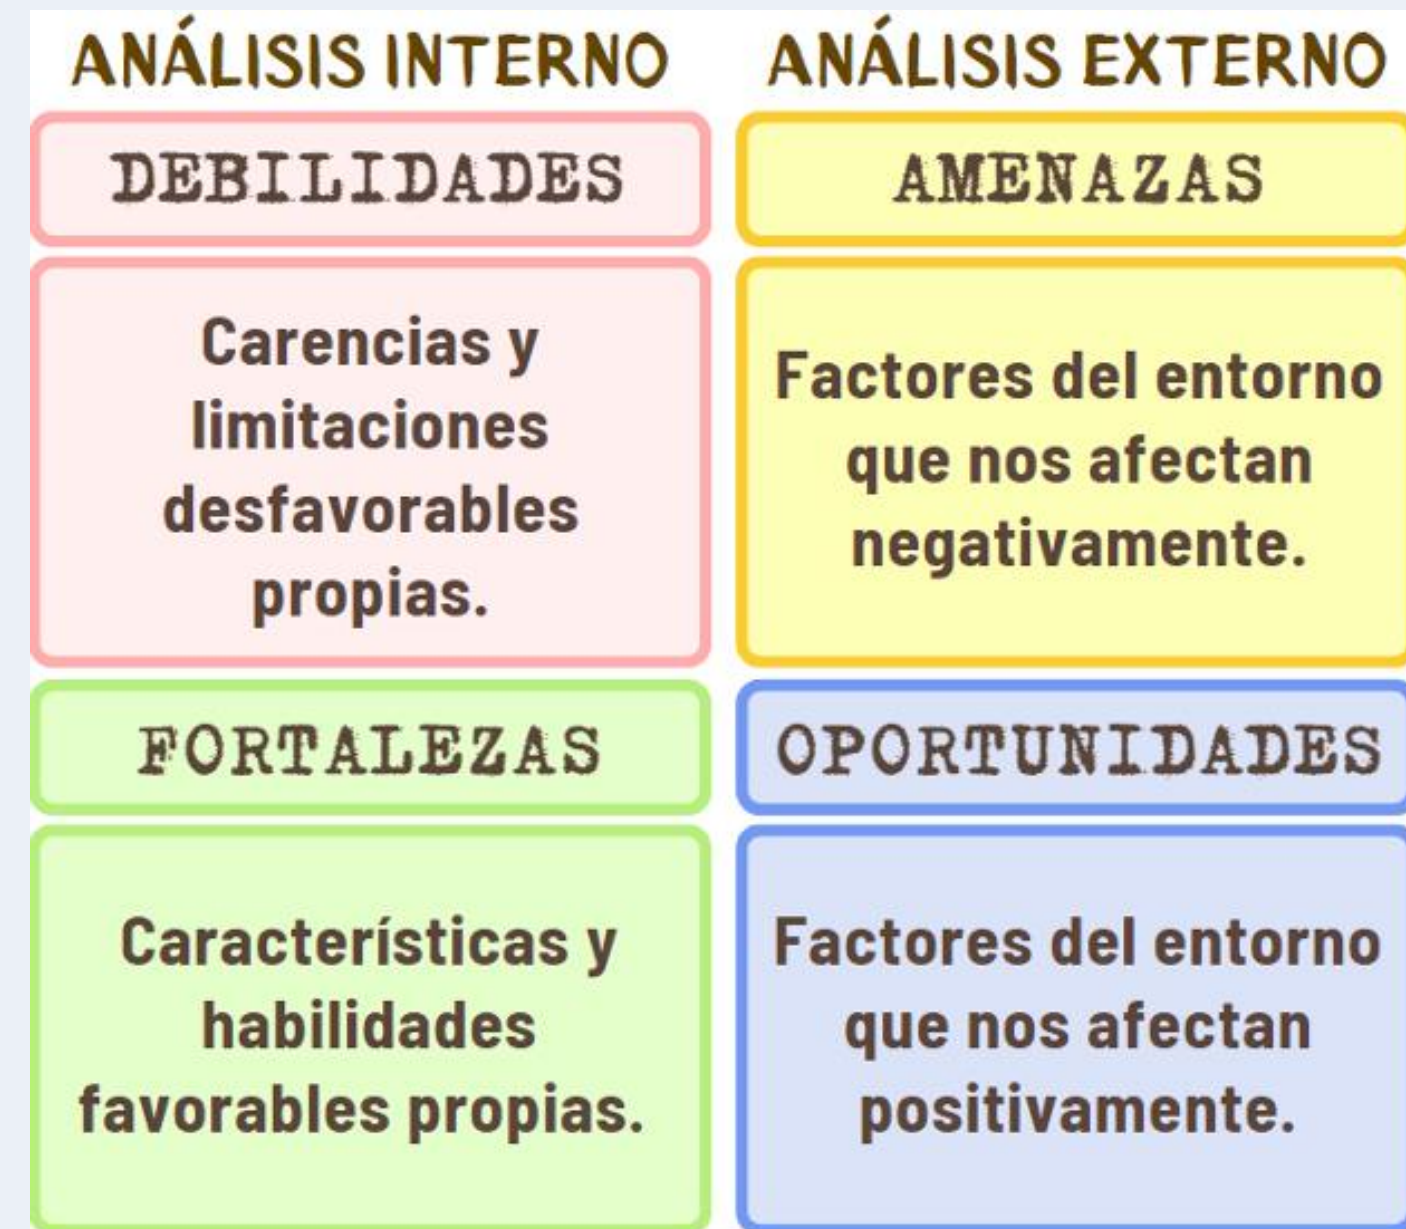 ANÁLISIS INTERNO
DEBILIDADES
Carencias y
limitaciones
desfavorables
propias.
FORTALEZAS
Características y
habilidades
favorables propias.
ANÁLISIS EXTERNO
AMENAZAS
Factores del entorno
que nos afectan
negativamente.
OPORTUNIDADES
Factores del entorno
que nos afectan
positivamente.